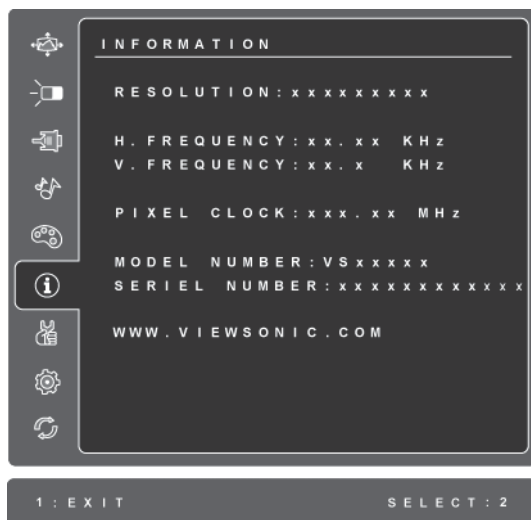 INFORMATION
RESOLUTION:xxxxxxxxx
H. FREQUENCY:xx.xx KHz
V. FREQUENCY:xx.x KHz
PIXEL CLOCK:xxx.xx MHz
MODEL NUMBER:VSxxxxx
SERIEL NUMBER:xxxxxxxxxxxx
WWW.VIEWSONIC.COM
1:EXIT SELECT:2